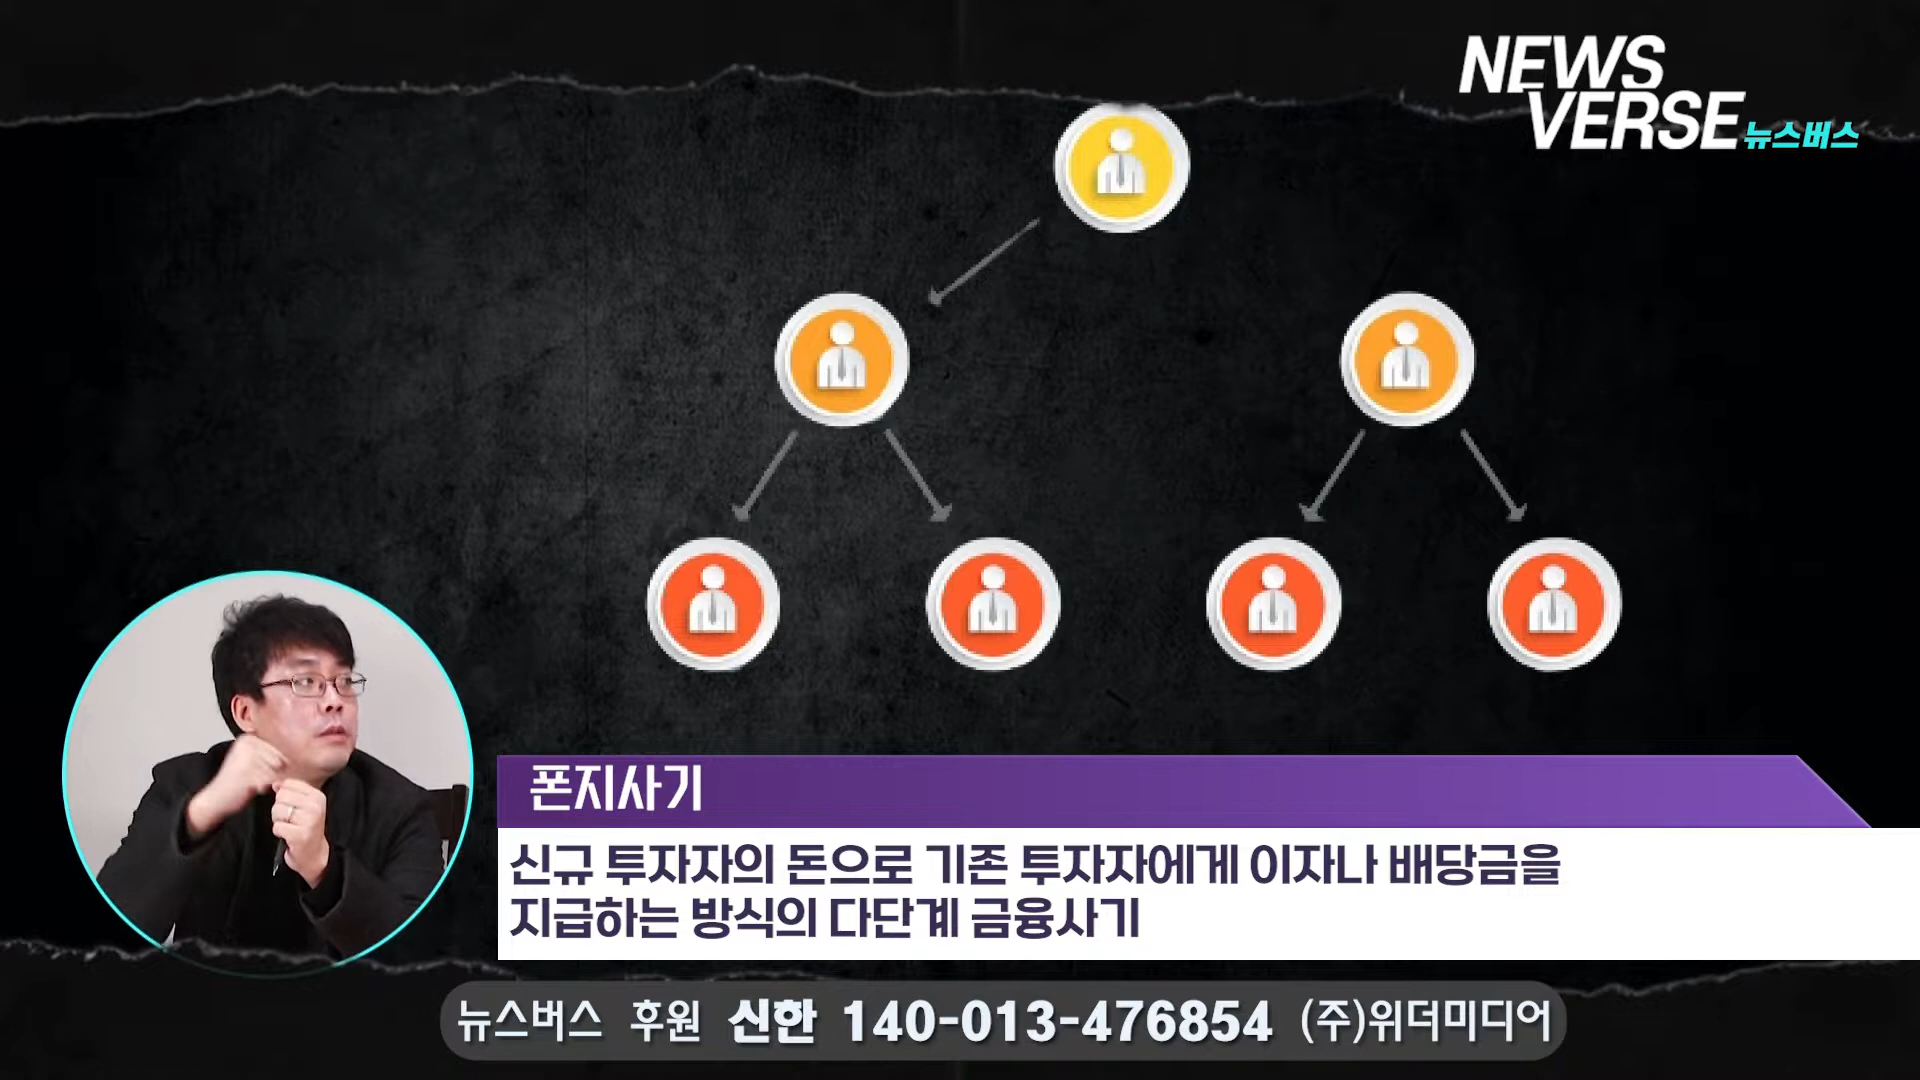 NEWS
VERSE 뉴스버스
폰지사기
신규 투자자의 돈으로 기존 투자자에게 이자나 배당금을
지급하는 방식의 다단계 금융사기
뉴스버스 후원 신한 140-013-476854 (주)위더미디어